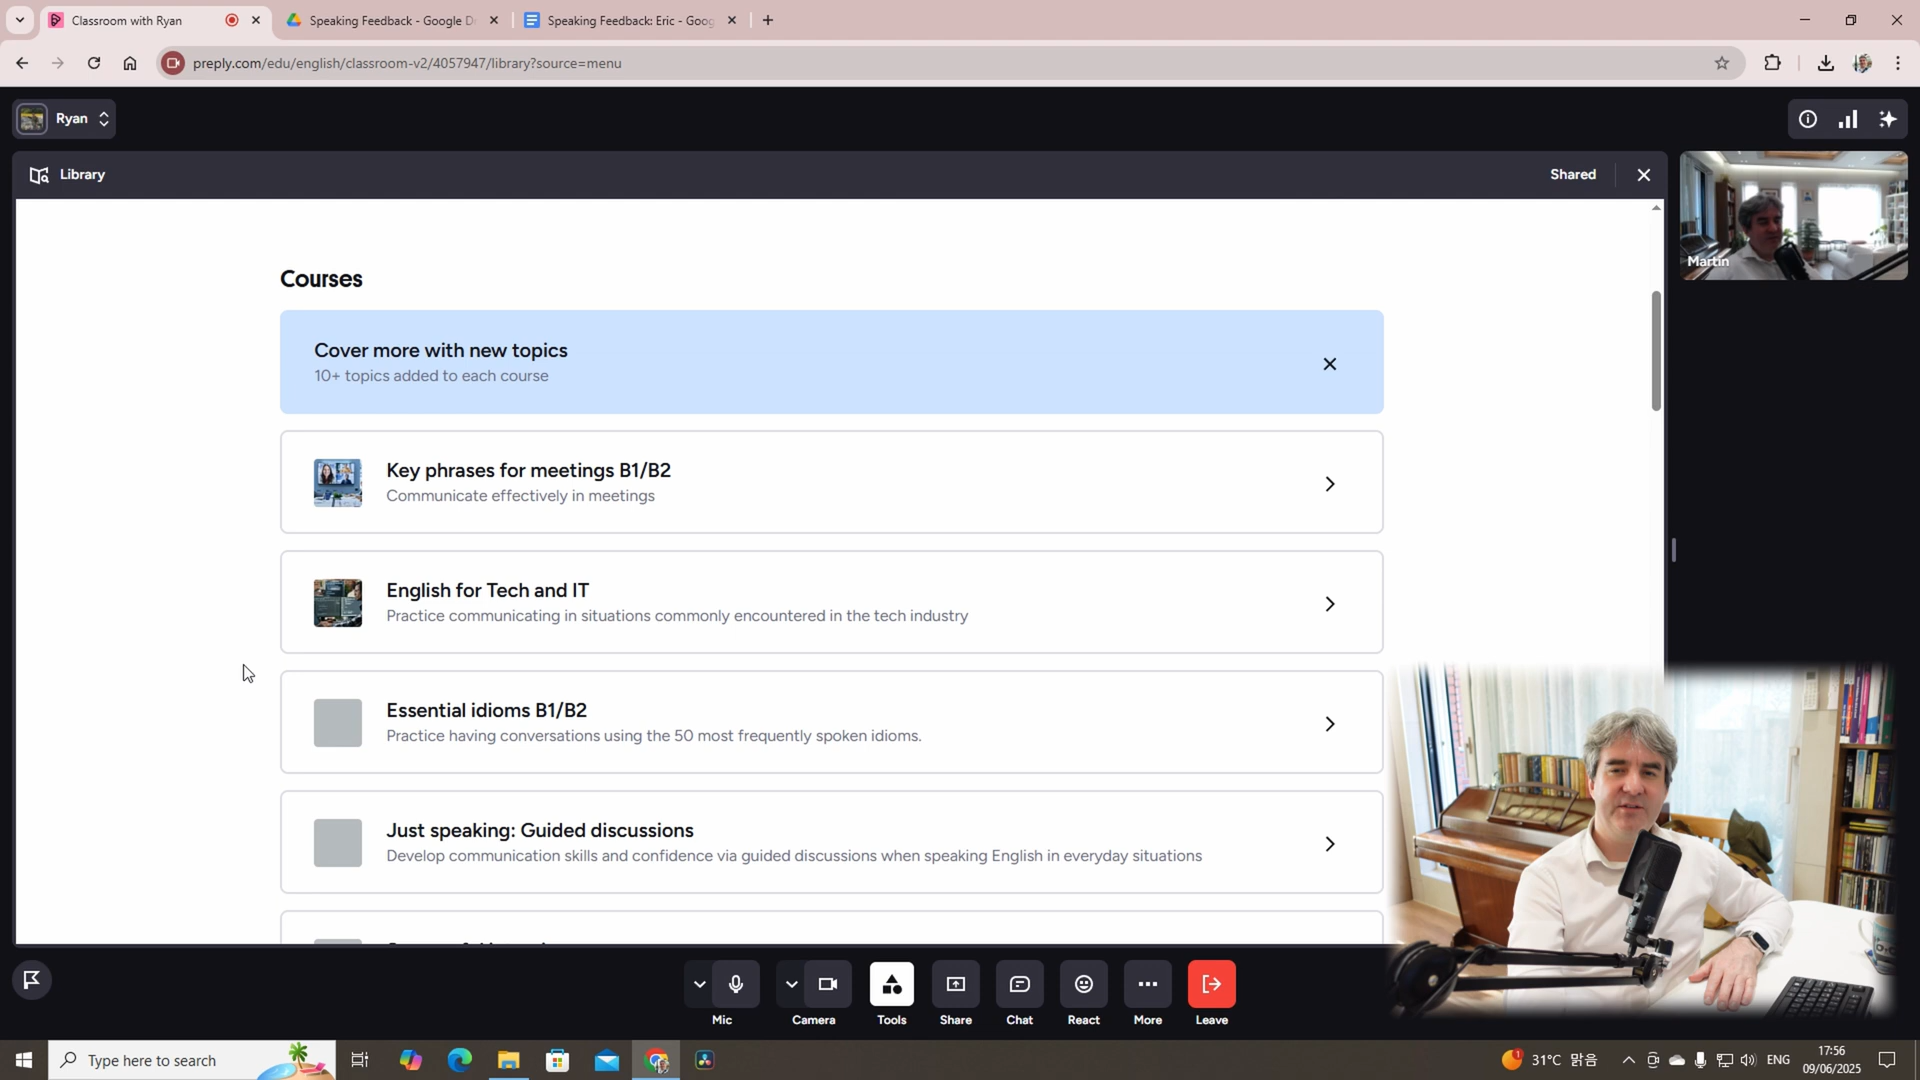 Classroom with Ryan
Speaking Feedback - Google D
Speaking Feedback: Eric - Goog
preply.com/edu/english/classroom-v2/4057947/library?source=menu
Ryan
Library
Shared
Martin
Courses
Cover more with new topics
10+ topics added to each course
Key phrases for meetings B1/B2
Communicate effectively in meetings
English for Tech and IT
Practice communicating in situations commonly encountered in the tech industry
Essential idioms B1/B2
Practice having conversations using the 50 most frequently spoken idioms.
Just speaking: Guided discussions
Develop communication skills and confidence via guided discussions when speaking English in everyday situations
Mic
Camera
Tools
Share
Chat
React
More
Leave
Type here to search
1
31°C 맑음
ENG
17:56
09/06/2025